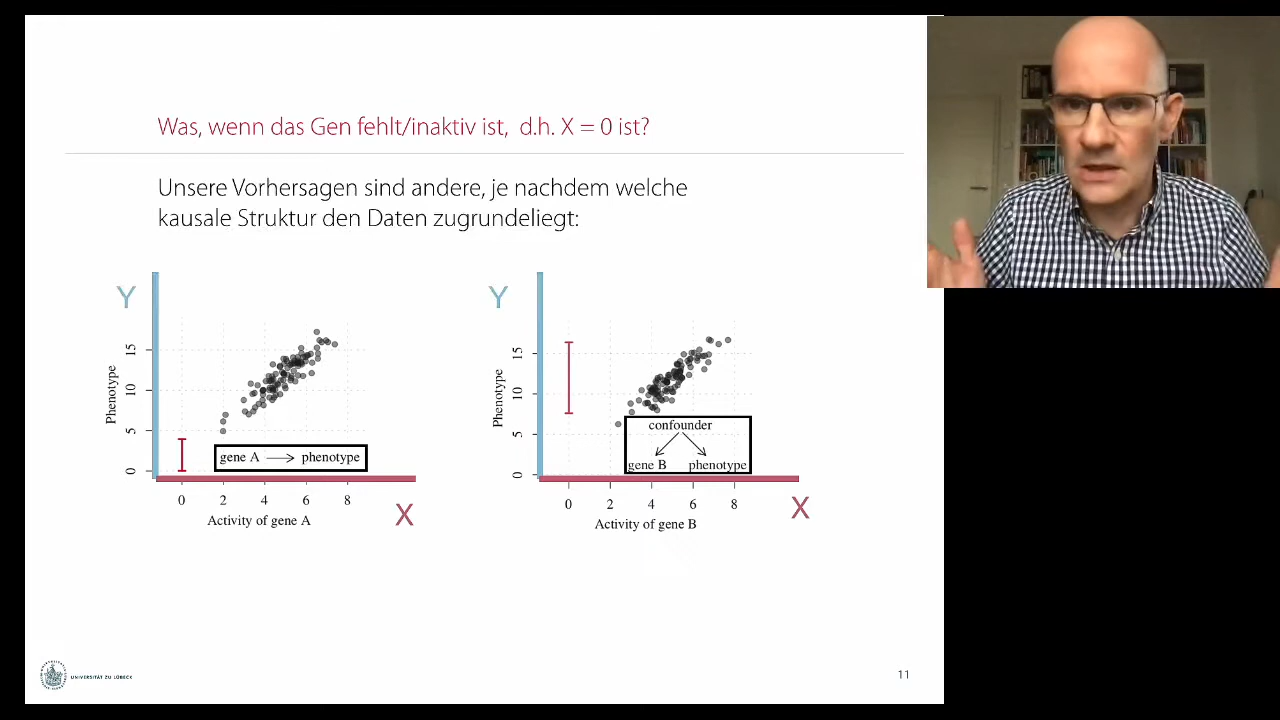 Was, wenn das Gen fehlt/inaktiv ist, d.h. X = 0 ist?
Unsere Vorhersagen sind andere, je nachdem welche
kausale Struktur den Daten zugrundeliegt:
Y
Phenotype
15
10
5
0
gene A → phenotype
0 2 4 6 8
Activity of gene A
X
Y
Phenotype
15
10
5
0
confounder
gene B phenotype
0 2 4 6 8
Activity of gene B
X
UNIVERSITÄT ZU LÜBECK
11